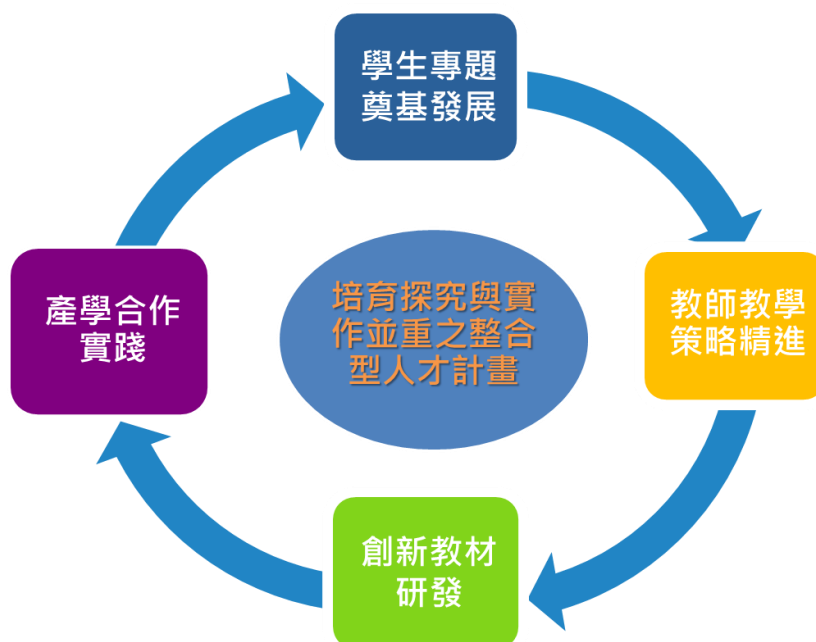 學生專題
奠基發展
產學合作
實踐
培育探究與實
作並重之整合
型人才計畫
教師教學
策略精進
創新教材
研發